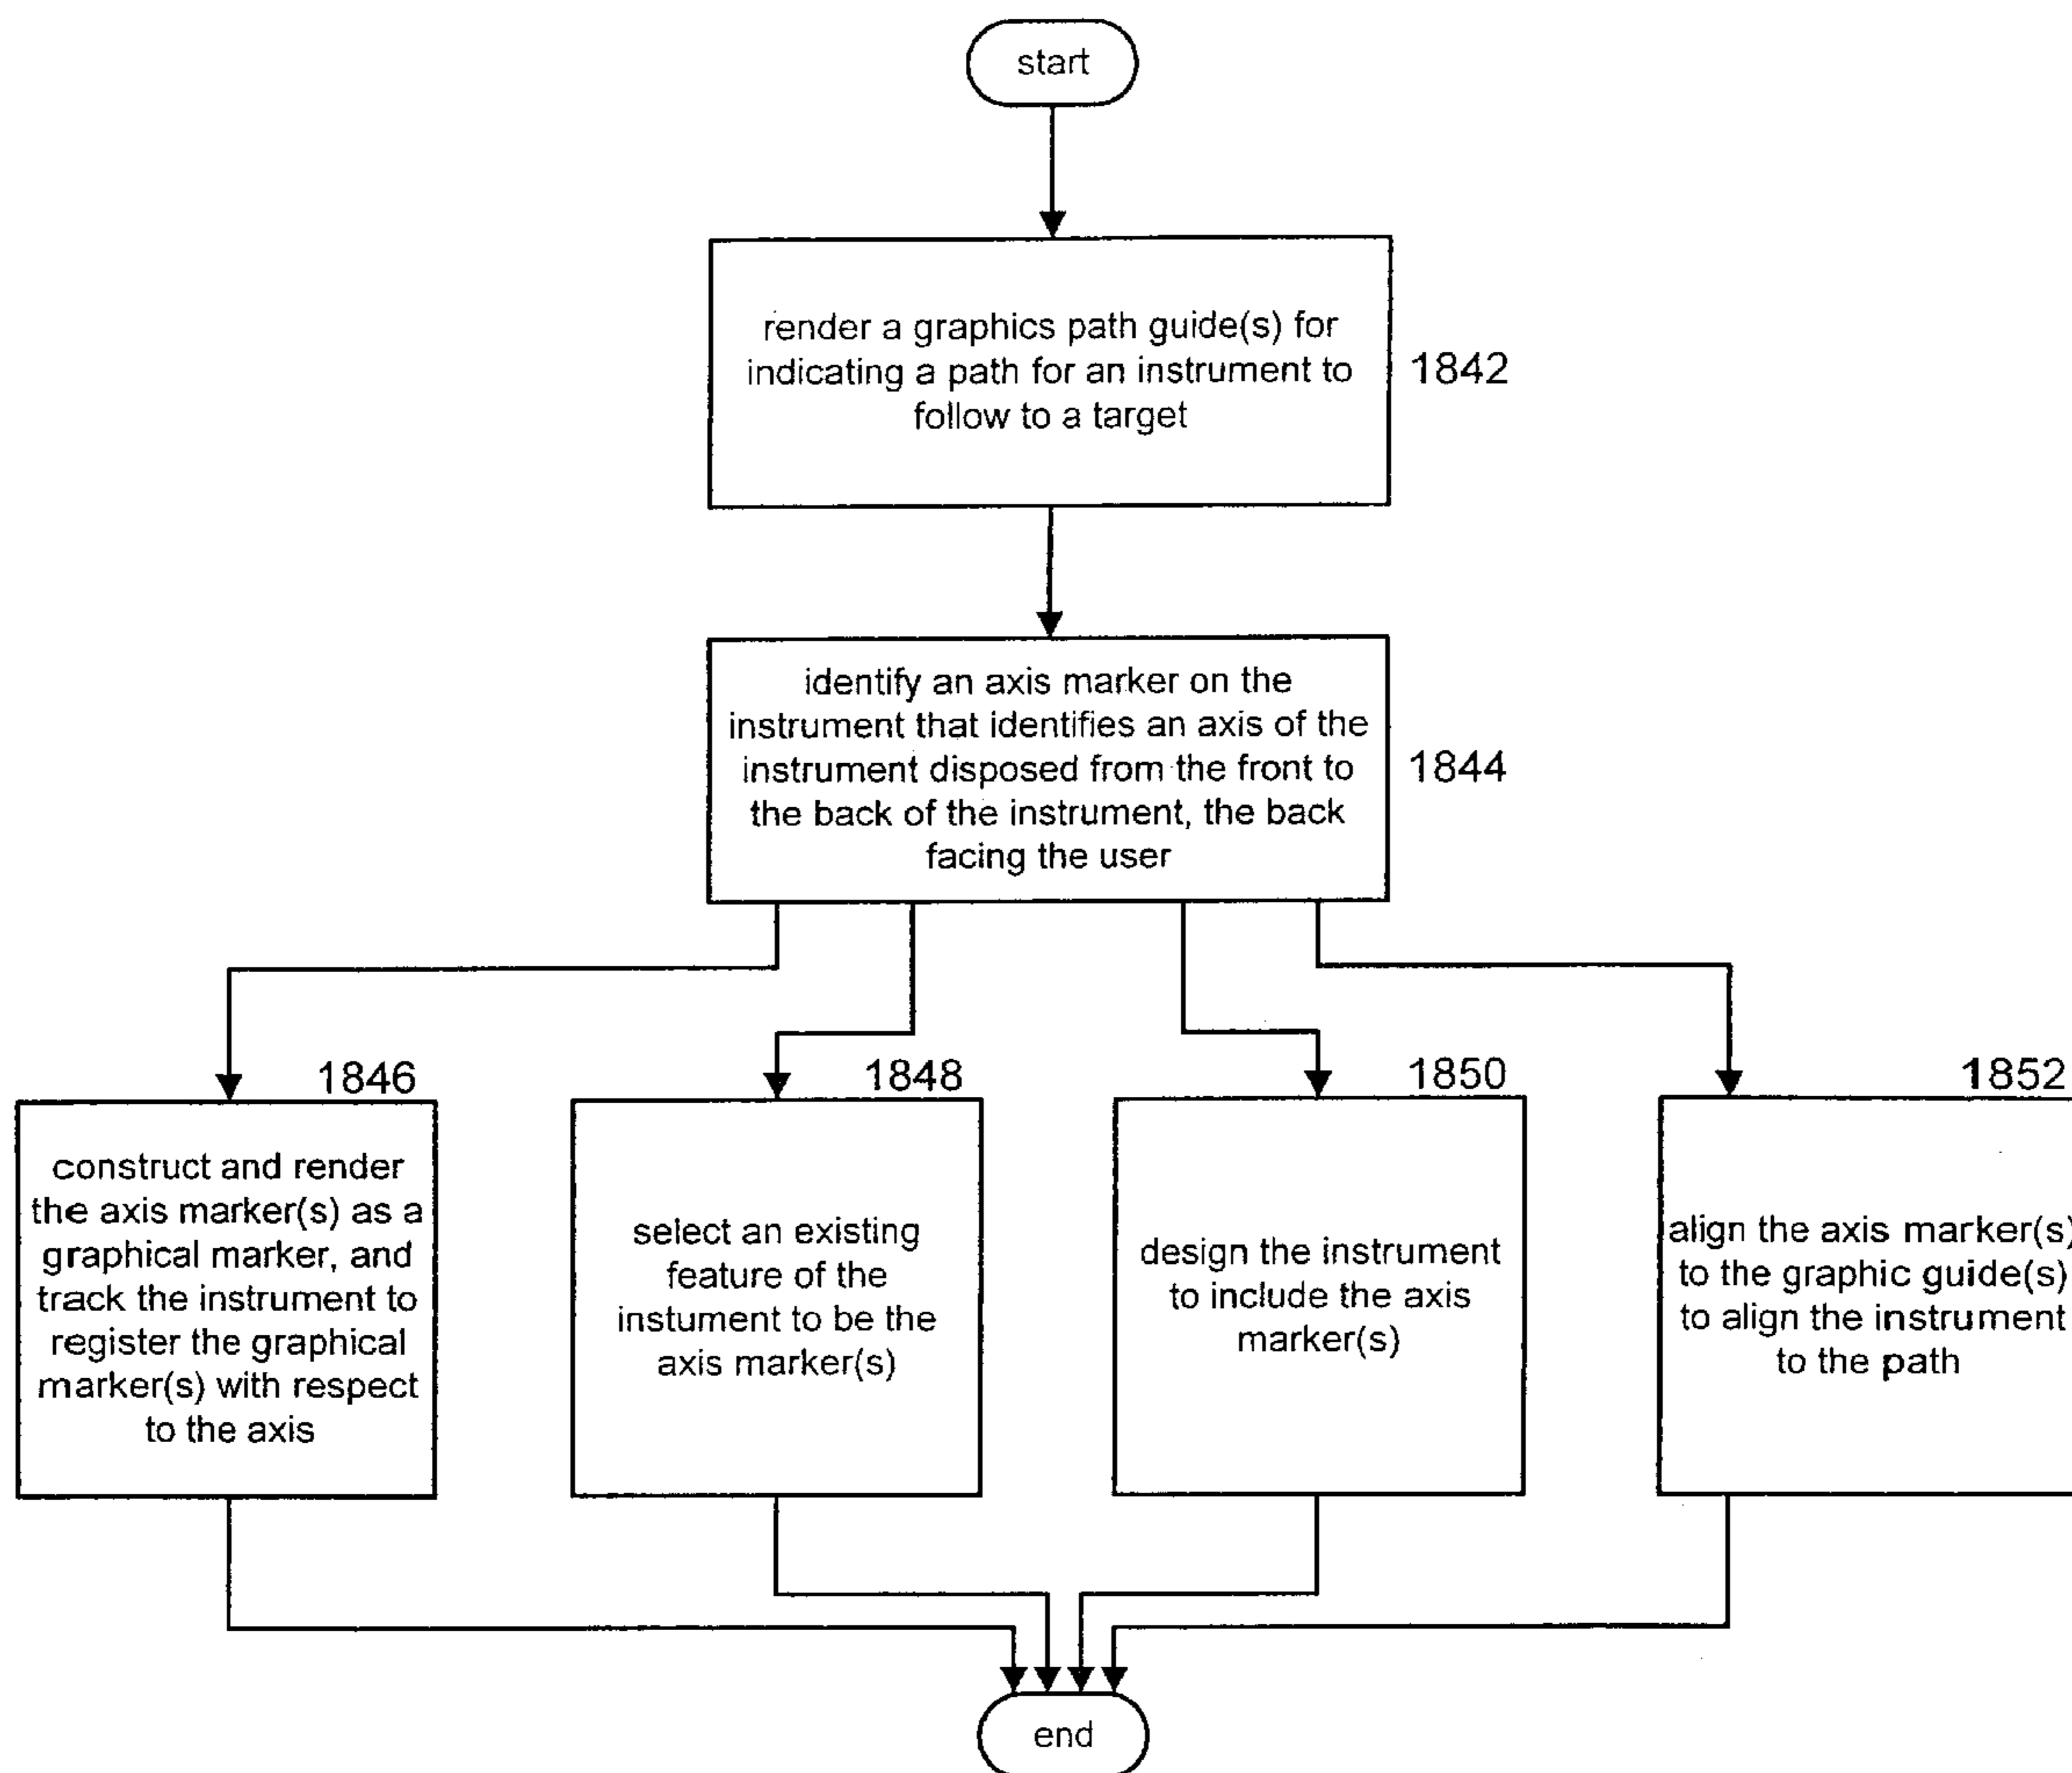 start
render a graphics path guide(s) for
indicating a path for an instrument to
follow to a target
1842
identify an axis marker on the
instrument that identifies an axis of the
instrument disposed from the front to
the back of the instrument, the back
facing the user
1844
1846
construct and render
the axis marker(s) as a
graphical marker, and
track the instrument to
register the graphical
marker(s) with respect
to the axis
1848
select an existing
feature of the
instument to be the
axis marker(s)
1850
design the instrument
to include the axis
marker(s)
1852
align the axis marker(s)
to the graphic guide(s)
to align the instrument
to the path
end